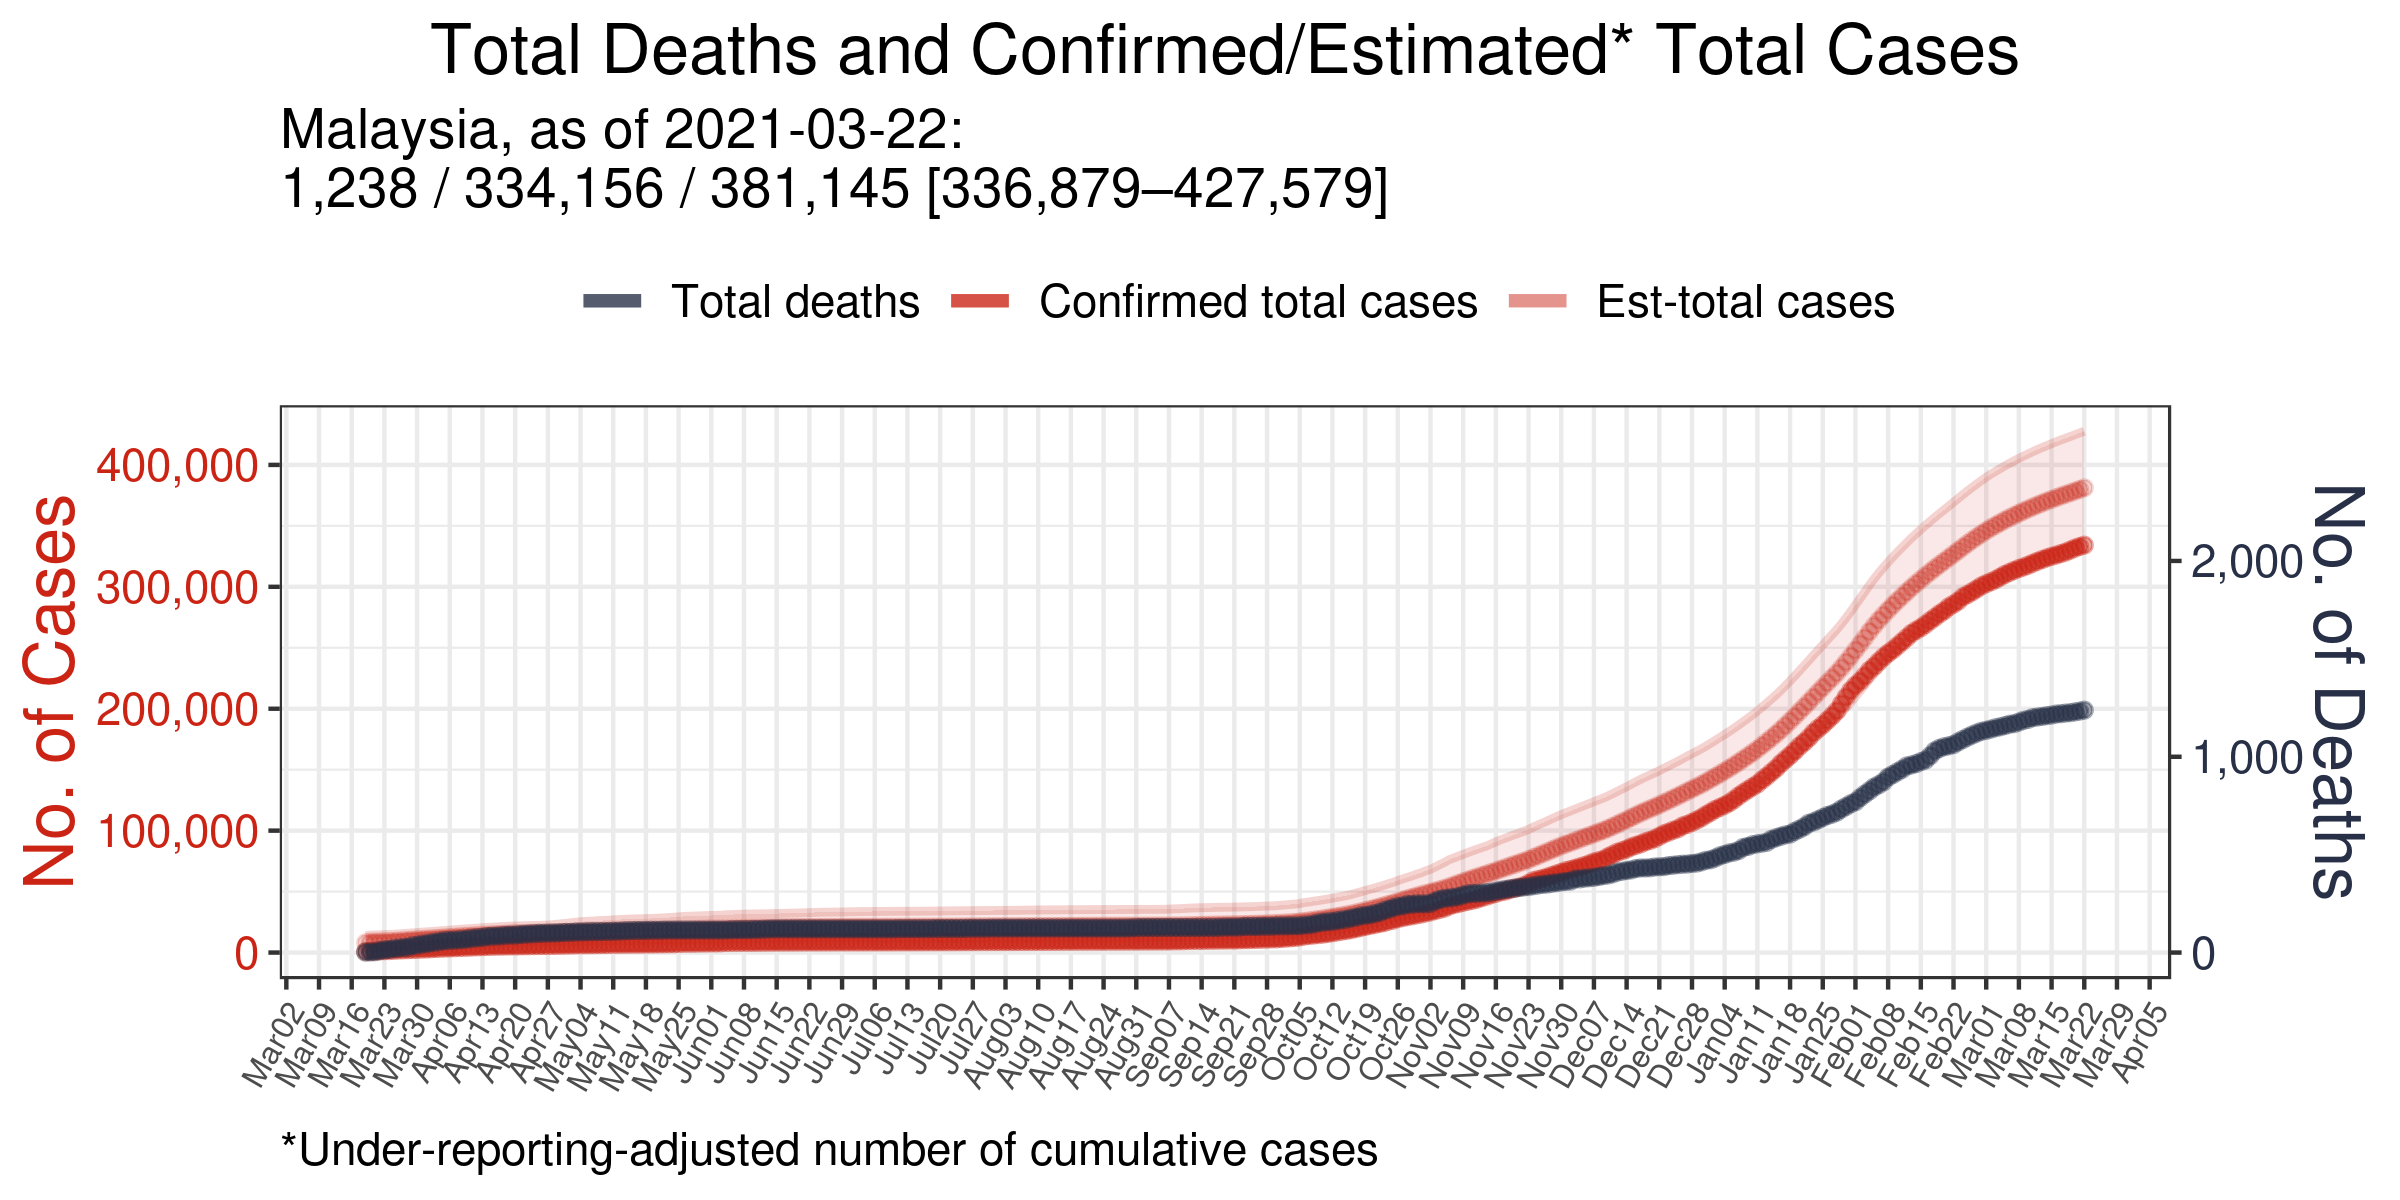 Total Deaths and Confirmed/Estimated* Total Cases
Malaysia, as of 2021-03-22:
1,238 / 334,156 / 381,145 [336,879–427,579]
Total deaths
Confirmed total cases
Est-total cases
No. of Cases
400,000
300,000
200,000
100,000
0
2,000
1,000
0
No. of Deaths
Mar02
Mar09
Mar16
Mar23
Mar30
Apr06
Apr13
Apr20
Apr27
May04
May11
May18
May25
Jun01
Jun08
Jun15
Jun22
Jun29
Jul06
Jul13
Jul20
Jul27
Aug03
Aug10
Aug17
Aug24
Aug31
Sep07
Sep14
Sep21
Sep28
Oct05
Oct12
Oct19
Oct26
Nov02
Nov09
Nov16
Nov23
Nov30
Dec07
Dec14
Dec21
Dec28
Jan04
Jan11
Jan18
Jan25
Feb01
Feb08
Feb15
Feb22
Mar01
Mar08
Mar15
Mar22
Mar29
Apr05
*Under-reporting-adjusted number of cumulative cases